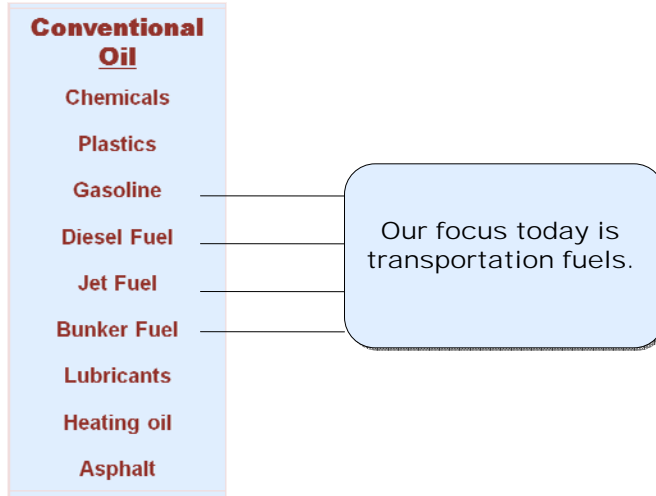 Conventional
Oil
Chemicals
Plastics
Gasoline
Diesel Fuel
Jet Fuel
Bunker Fuel
Lubricants
Heating oil
Asphalt
Our focus today is
transportation fuels.